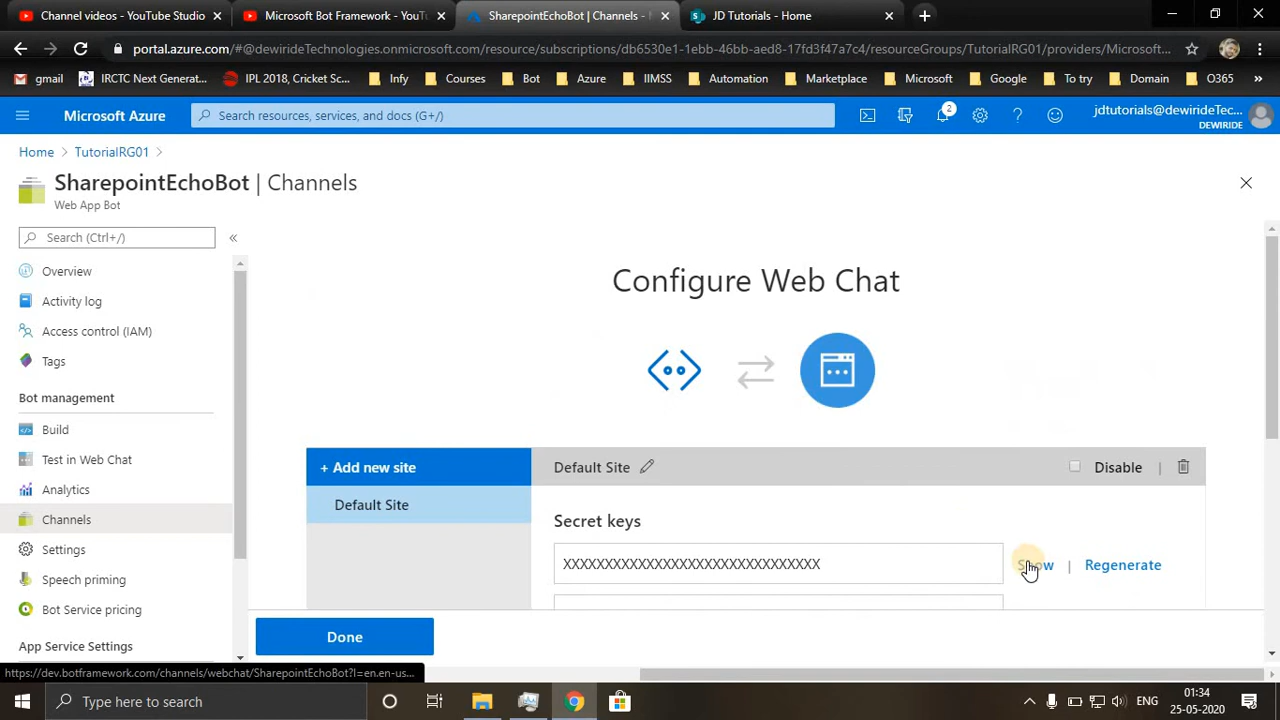 Channel videos - YouTube Studio
Microsoft Bot Framework - YouT
SharepointEchoBot | Channels -
JD Tutorials - Home
portal.azure.com/#@dewirideTechnologies.onmicrosoft.com/resource/subscriptions/db6530e1-1ebb-46bb-aed8-17fd3f47a7c4/resourceGroups/TutorialRG01/providers/Microsoft...
gmail
IRCTC Next Generat...
IPL 2018, Cricket Sc...
Infy
Courses
Bot
Azure
IIMSS
Automation
Marketplace
Microsoft
Google
To try
Domain
O365
»
Microsoft Azure
Search resources, services, and docs (G+/)
2
jdtutorials@dewirideTec...
DEWIRIDE
Home > TutorialRG01 >
SharepointEchoBot | Channels
Web App Bot
Search (Ctrl+/)
«
Overview
Activity log
Access control (IAM)
Tags
Bot management
Build
Test in Web Chat
Analytics
Channels
Settings
Speech priming
Bot Service pricing
App Service Settings
Configure Web Chat
+ Add new site
Default Site
Default Site
Disable |
Secret keys
XXXXXXXXXXXXXXXXXXXXXXXXXXXXXXX
Show | Regenerate
Done
https://dev.botframework.com/channels/webchat/SharepointEchoBot?l=en.en-us...
Type here to search
ENG
01:34
25-05-2020